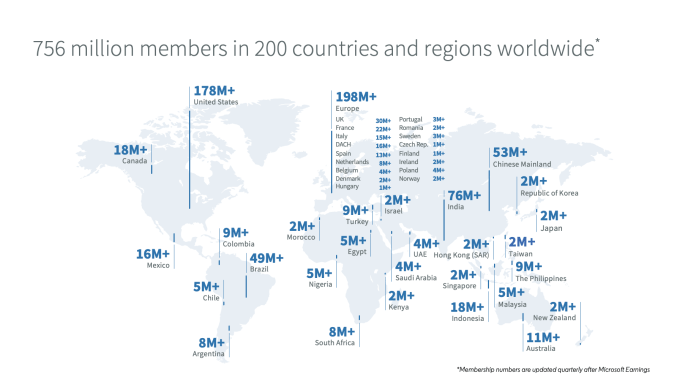 756 million members in 200 countries and regions worldwide*
178M+
United States
198M+
Europe
UK 30M+
France 22M+
Italy 15M+
DACH 16M+
Spain 13M+
Netherlands 8M+
Belgium 4M+
Denmark 2M+
Hungary 1M+
Portugal 3M+
Romania 2M+
Sweden 3M+
Czech Rep. 1M+
Finland 1M+
Ireland 2M+
Poland 4M+
Norway 2M+
18M+
Canada
53M+
Chinese Mainland
2M+
Republic of Korea
76M+
India
2M+
Israel
9M+
Turkey
2M+
Japan
2M+
Morocco
9M+
Colombia
16M+
Mexico
49M+
Brazil
5M+
Egypt
4M+
UAE
2M+
Hong Kong (SAR)
2M+
Taiwan
5M+
Nigeria
4M+
Saudi Arabia
2M+
Singapore
9M+
The Philippines
5M+
Chile
2M+
Kenya
18M+
Indonesia
5M+
Malaysia
2M+
New Zealand
8M+
Argentina
8M+
South Africa
11M+
Australia
*Membership numbers are updated quarterly after Microsoft Earnings